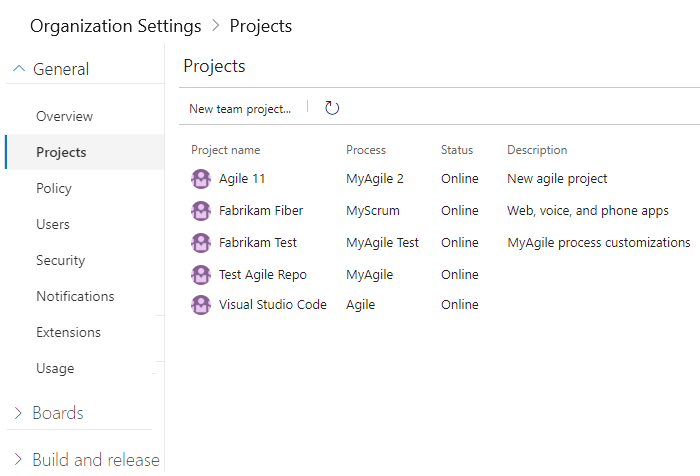 Organization Settings > Projects
General
Overview
Projects
Policy
Users
Security
Notifications
Extensions
Usage
Boards
Build and release
Projects
New team project...
Project name Process Status Description
Agile 11 MyAgile 2 Online New agile project
Fabrikam Fiber MyScrum Online Web, voice, and phone apps
Fabrikam Test MyAgile Test Online MyAgile process customizations
Test Agile Repo MyAgile Online
Visual Studio Code Agile Online